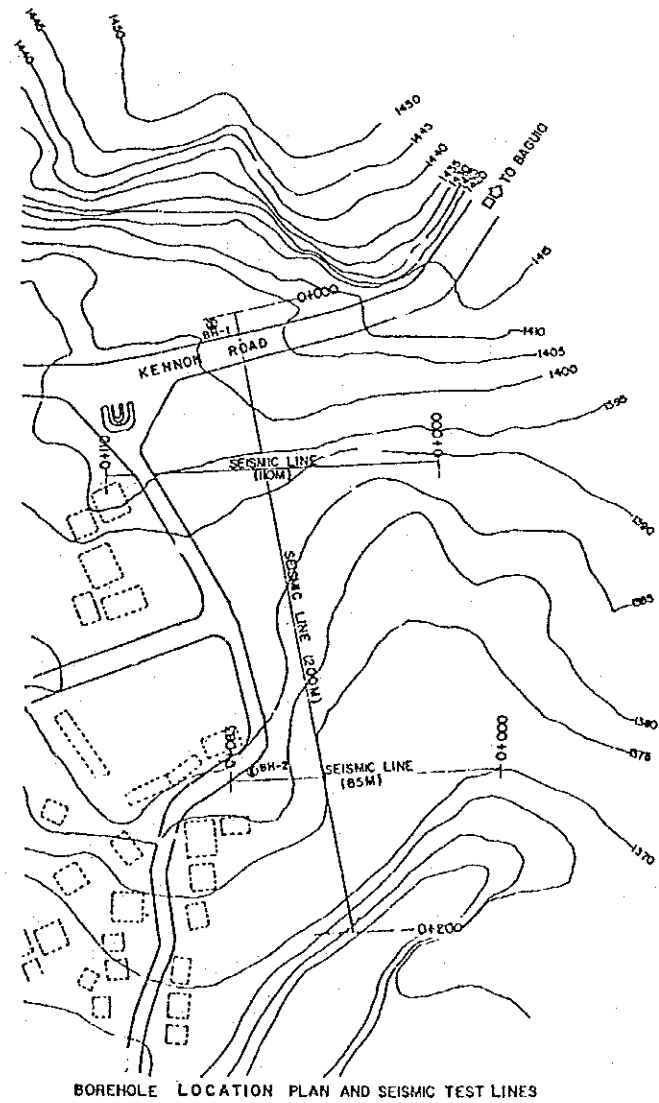 1445
1440
1450
1450
1445
1440
1435
1420
TO BAGUIO
1415
0+000
BH-1
KENNON ROAD
1410
1405
1400
1395
0+110
0+000
SEISMIC LINE
(110M)
1390
SEISMIC LINE (200M)
1385
1380
1375
0+085
0+000
BH-2
SEISMIC LINE
(85M)
1370
0+200
BOREHOLE LOCATION PLAN AND SEISMIC TEST LINES